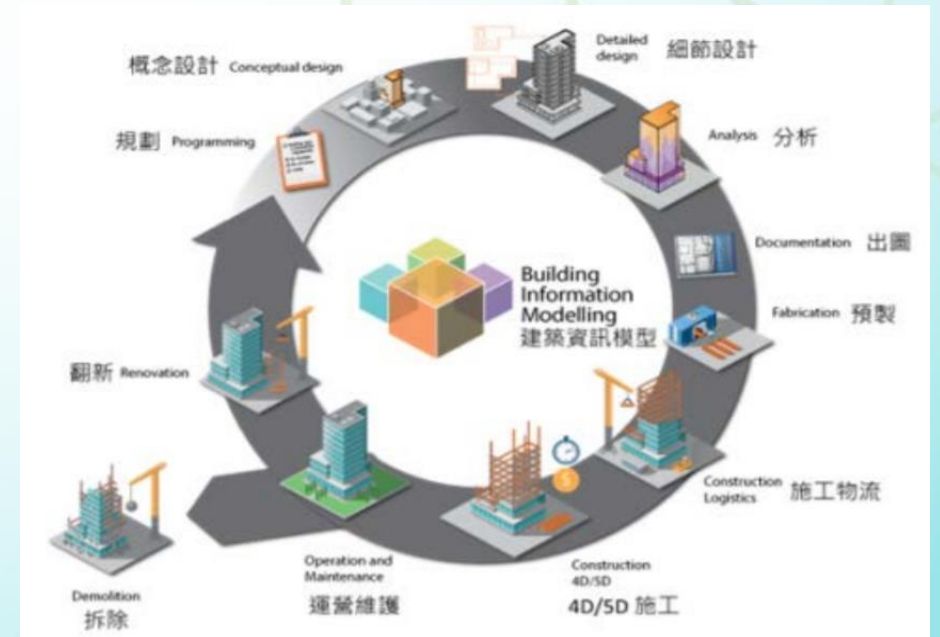 概念設計 Conceptual design
Detailed
design 細節設計
規劃 Programming
Analysis 分析
Documentation 出圖
Building
Information
Modelling
建築資訊模型
Fabrication 預製
翻新 Renovation
Construction
Logistics 施工物流
Operation and
Maintenance
運營維護
Construction
4D/5D
4D/5D 施工
Demolition
拆除